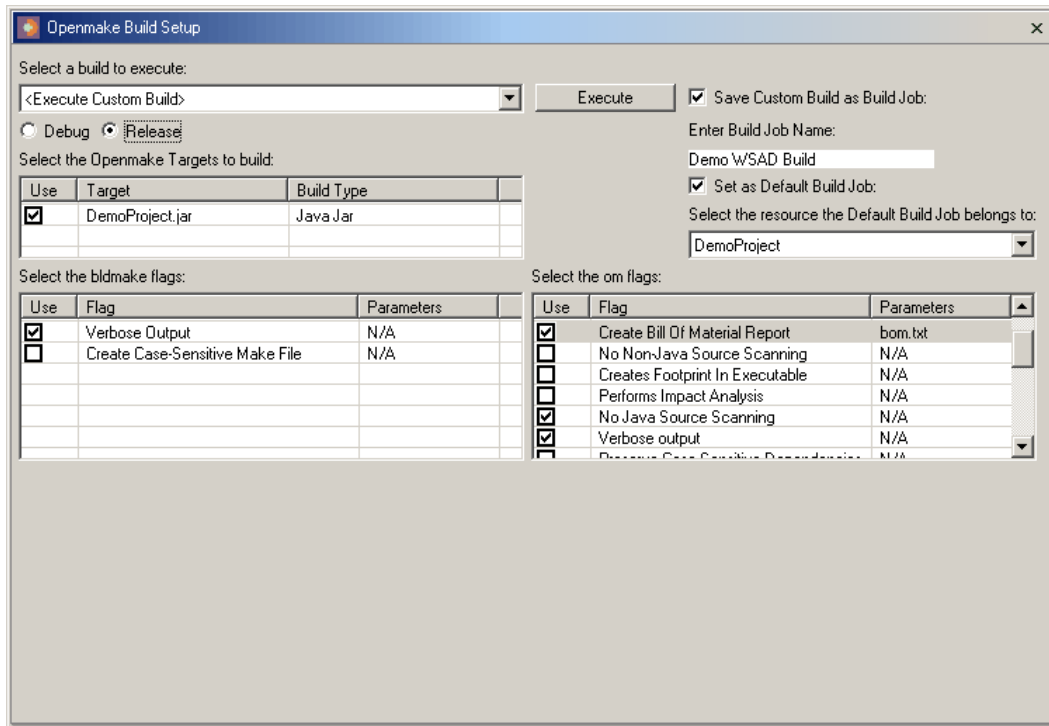 Openmake Build Setup
Select a build to execute:
<Execute Custom Build>
Execute
Save Custom Build as Build Job:
Debug Release
Enter Build Job Name:
Demo WSAD Build
Select the Openmake Targets to build:
Set as Default Build Job:
Use Target Build Type
DemoProject.jar Java Jar
Select the resource the Default Build Job belongs to:
DemoProject
Select the bldmake flags:
Use Flag Parameters
Verbose Output N/A
Create Case-Sensitive Make File N/A
Select the om flags:
Use Flag Parameters
Create Bill Of Material Report bom.txt
No Non-Java Source Scanning N/A
Creates Footprint In Executable N/A
Performs Impact Analysis N/A
No Java Source Scanning N/A
Verbose output N/A
Preserve Case Sensitive Dependencies N/A